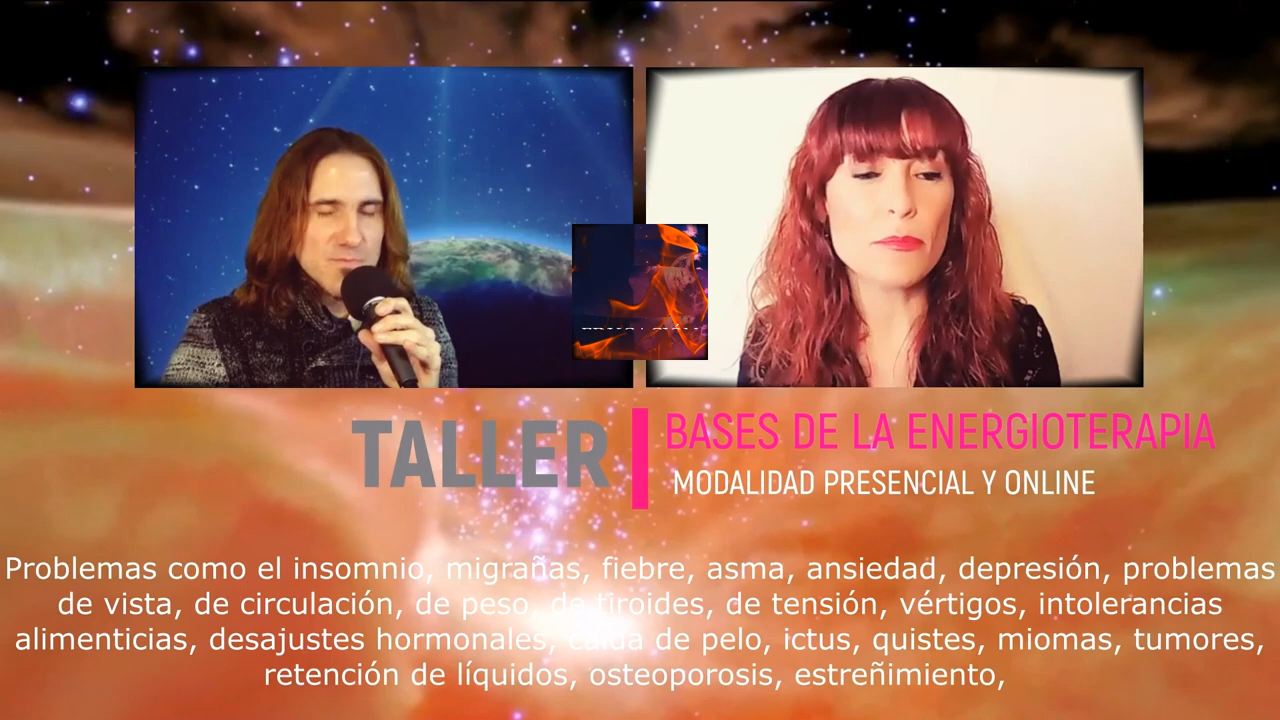 TALLER
BASES DE LA ENERGIOTERAPIA
MODALIDAD PRESENCIAL Y ONLINE
Problemas como el insomnio, migrañas, fiebre, asma, ansiedad, depresión, problemas
de vista, de circulación, de peso, de tiroides, de tensión, vértigos, intolerancias
alimenticias, desajustes hormonales, caída de pelo, ictus, quistes, miomas, tumores,
retención de líquidos, osteoporosis, estreñimiento,